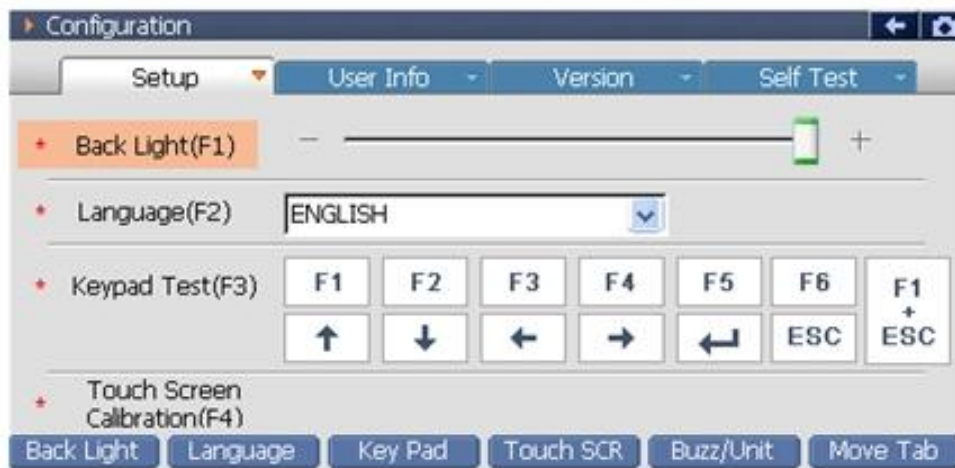 Configuration
Setup User Info Version Self Test
* Back Light(F1) − +
* Language(F2) ENGLISH
* Keypad Test(F3) F1 F2 F3 F4 F5 F6 F1 + ESC
↑ ↓ ← → ↵ ESC
* Touch Screen
Calibration(F4)
Back Light Language Key Pad Touch SCR Buzz/Unit Move Tab